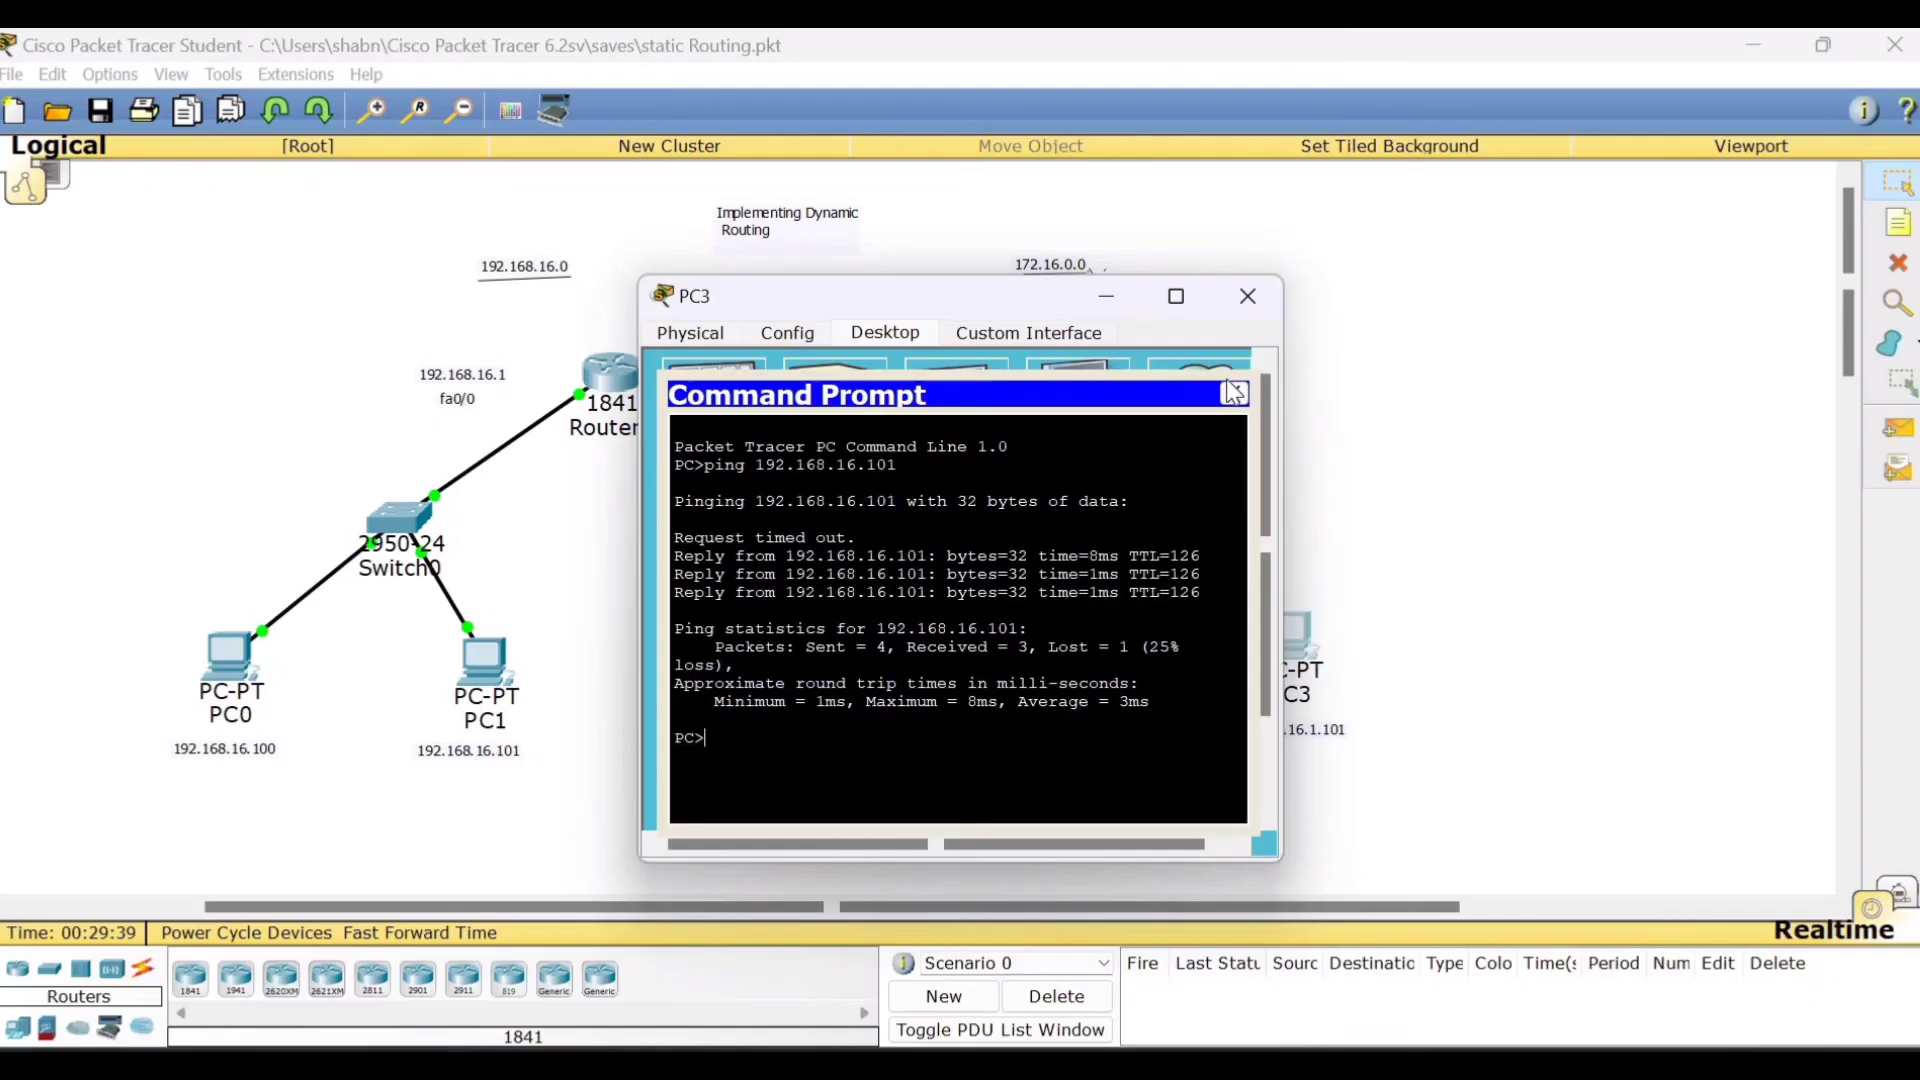 Cisco Packet Tracer Student - C:\Users\shabn\Cisco Packet Tracer 6.2sv\saves\static Routing.pkt
File Edit Options View Tools Extensions Help
Logical [Root] New Cluster Move Object Set Tiled Background Viewport
Implementing Dynamic
Routing
192.168.16.0
172.16.0.0
192.168.16.1
fa0/0
1841
Router
2950-24
Switch0
PC-PT
PC0
192.168.16.100
PC-PT
PC1
192.168.16.101
PC3
Physical Config Desktop Custom Interface
Command Prompt
Packet Tracer PC Command Line 1.0
PC>ping 192.168.16.101
Pinging 192.168.16.101 with 32 bytes of data:
Request timed out.
Reply from 192.168.16.101: bytes=32 time=8ms TTL=126
Reply from 192.168.16.101: bytes=32 time=1ms TTL=126
Reply from 192.168.16.101: bytes=32 time=1ms TTL=126
Ping statistics for 192.168.16.101:
Packets: Sent = 4, Received = 3, Lost = 1 (25%
loss),
Approximate round trip times in milli-seconds:
Minimum = 1ms, Maximum = 8ms, Average = 3ms
PC>
C-PT
C3
.16.1.101
Time: 00:29:39 Power Cycle Devices Fast Forward Time
Realtime
Routers
1841 1941 2620XM 2621XM 2811 2901 2911 819 Generic Generic
1841
Scenario 0
New Delete
Toggle PDU List Window
Fire Last Statu Sourc Destinatio Type Colo Time(s Period Num Edit Delete